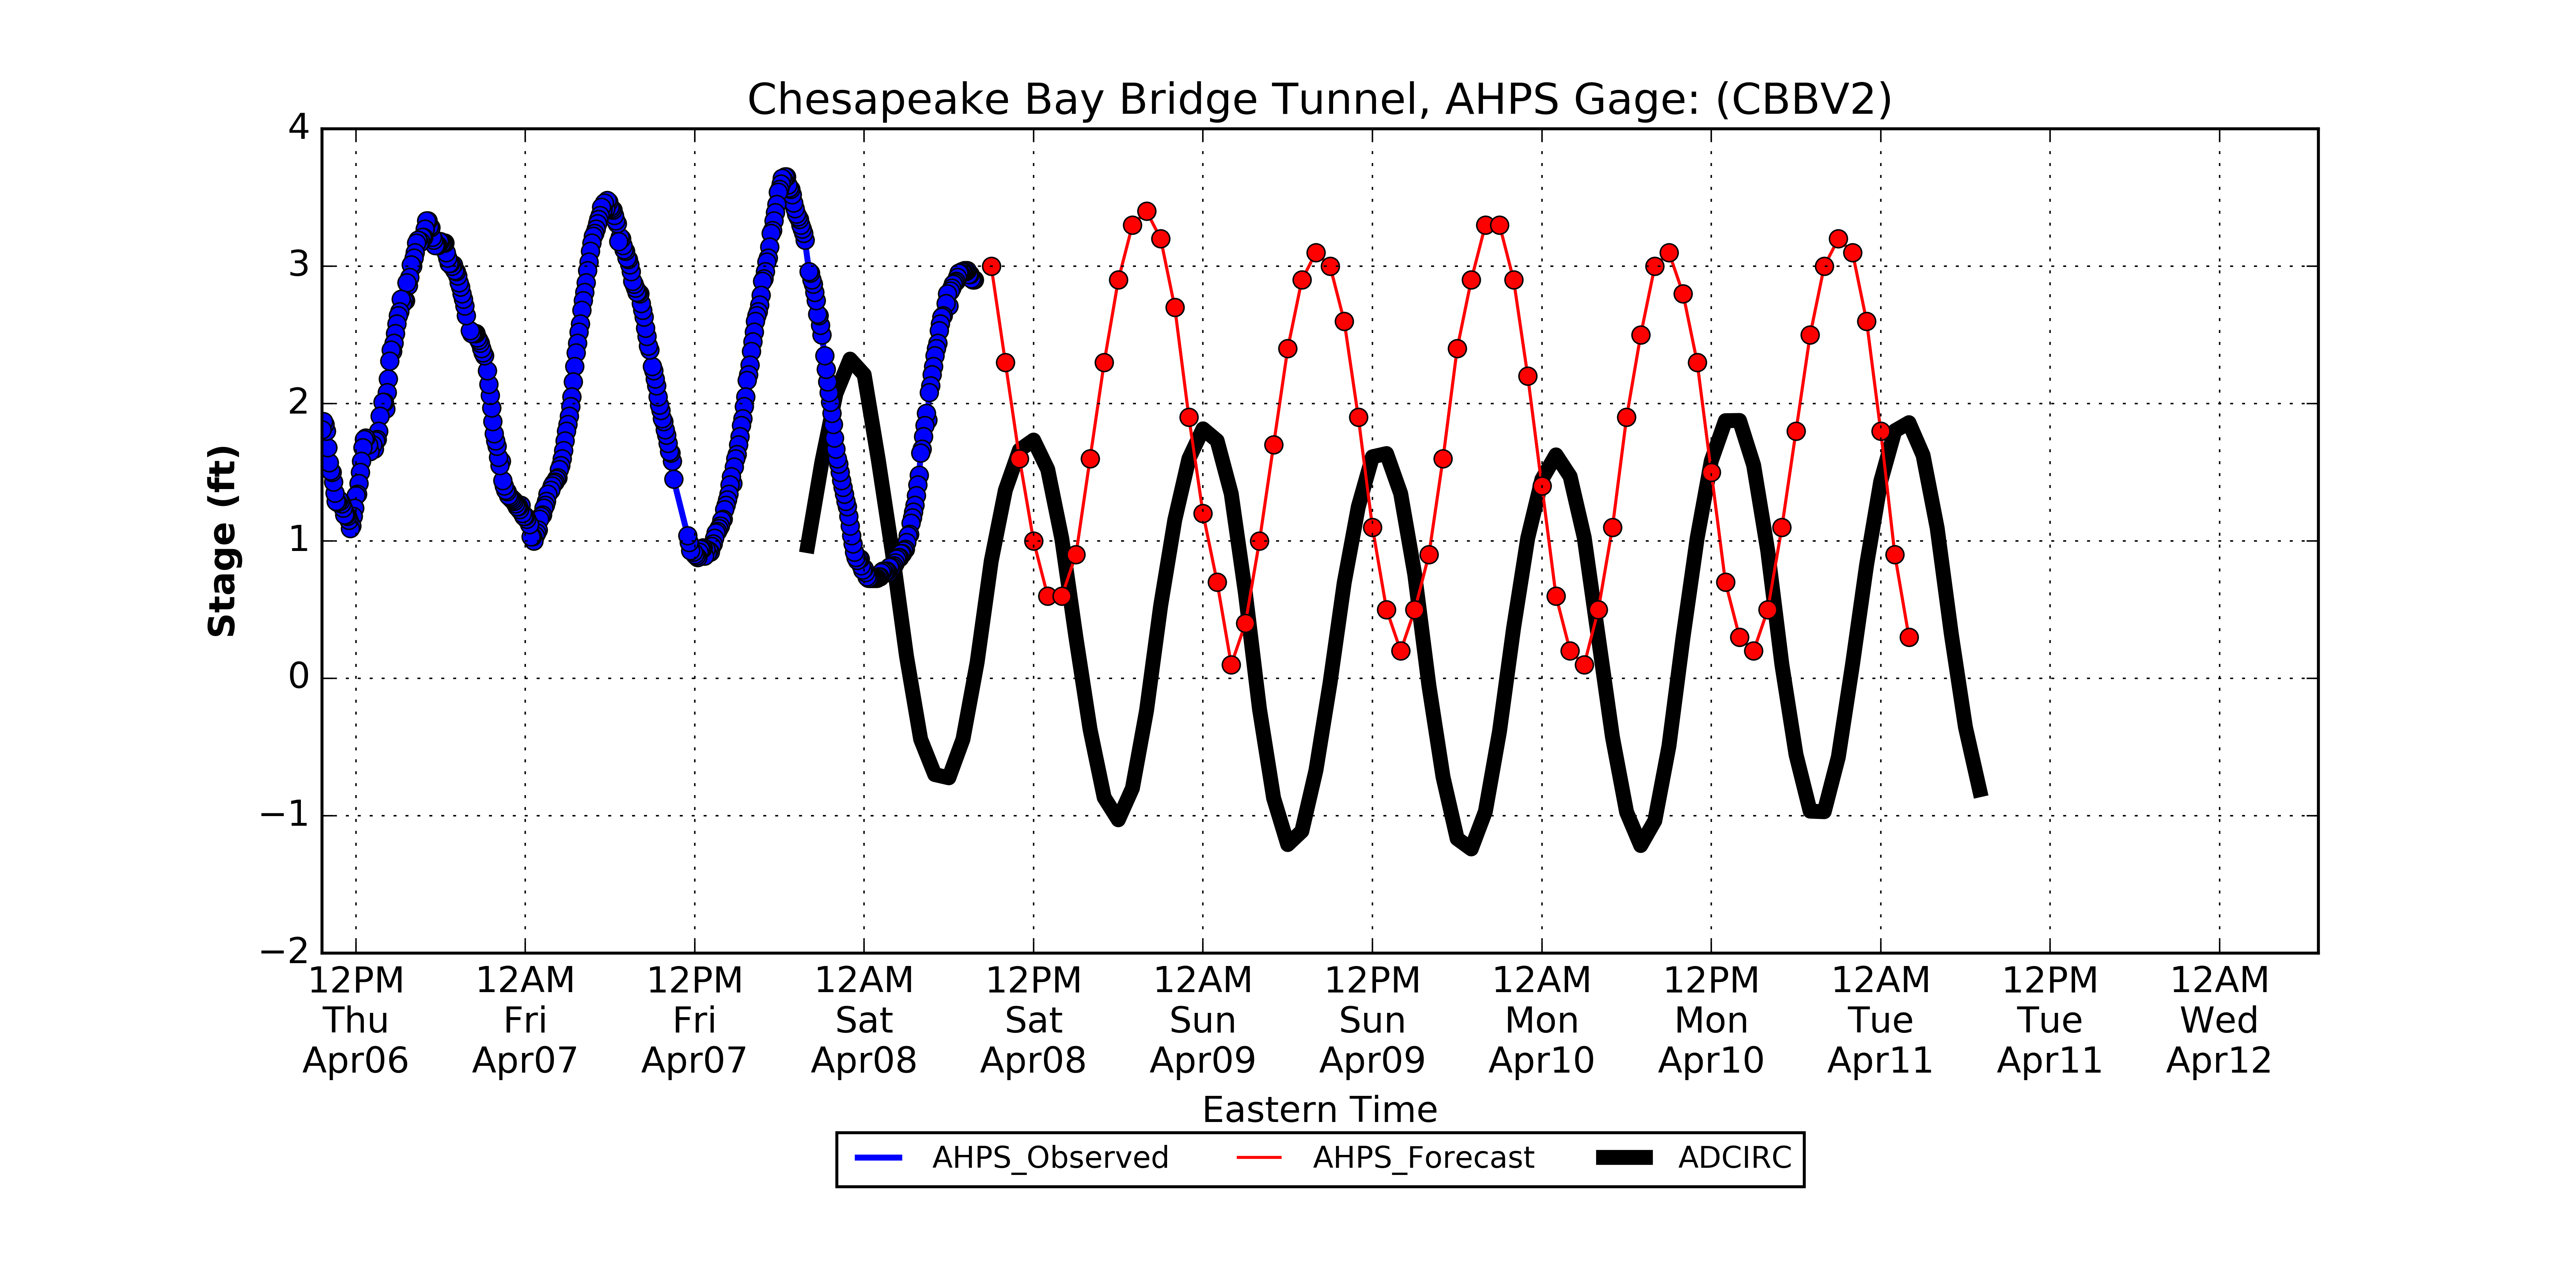 Chesapeake Bay Bridge Tunnel, AHPS Gage: (CBBV2)
4
3
2
1
0
−1
−2
Stage (ft)
12PM 12AM 12PM 12AM 12PM 12AM 12PM 12AM 12PM 12AM 12PM 12AM
Thu Fri Fri Sat Sat Sun Sun Mon Mon Tue Tue Wed
Apr06 Apr07 Apr07 Apr08 Apr08 Apr09 Apr09 Apr10 Apr10 Apr11 Apr11 Apr12
Eastern Time
AHPS_Observed AHPS_Forecast ADCIRC